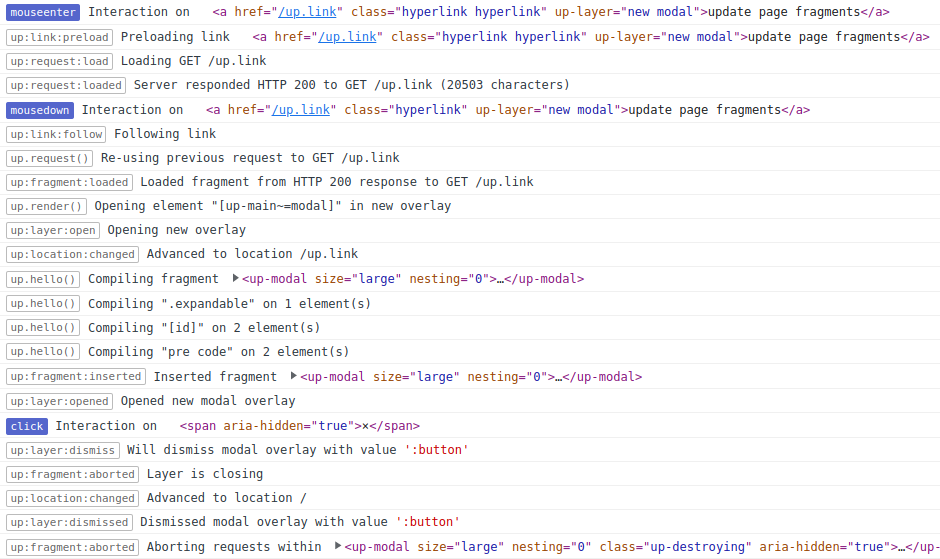 mouseenter Interaction on <a href="/up.link" class="hyperlink hyperlink" up-layer="new modal">update page fragments</a>
up:link:preload Preloading link <a href="/up.link" class="hyperlink hyperlink" up-layer="new modal">update page fragments</a>
up:request:load Loading GET /up.link
up:request:loaded Server responded HTTP 200 to GET /up.link (20503 characters)
mousedown Interaction on <a href="/up.link" class="hyperlink" up-layer="new modal">update page fragments</a>
up:link:follow Following link
up.request() Re-using previous request to GET /up.link
up:fragment:loaded Loaded fragment from HTTP 200 response to GET /up.link
up.render() Opening element "[up-main~=modal]" in new overlay
up:layer:open Opening new overlay
up:location:changed Advanced to location /up.link
up.hello() Compiling fragment ▶<up-modal size="large" nesting="0">…</up-modal>
up.hello() Compiling ".expandable" on 1 element(s)
up.hello() Compiling "[id]" on 2 element(s)
up.hello() Compiling "pre code" on 2 element(s)
up:fragment:inserted Inserted fragment ▶<up-modal size="large" nesting="0">…</up-modal>
up:layer:opened Opened new modal overlay
click Interaction on <span aria-hidden="true">×</span>
up:layer:dismiss Will dismiss modal overlay with value ':button'
up:fragment:aborted Layer is closing
up:location:changed Advanced to location /
up:layer:dismissed Dismissed modal overlay with value ':button'
up:fragment:aborted Aborting requests within ▶<up-modal size="large" nesting="0" class="up-destroying" aria-hidden="true">…</up-